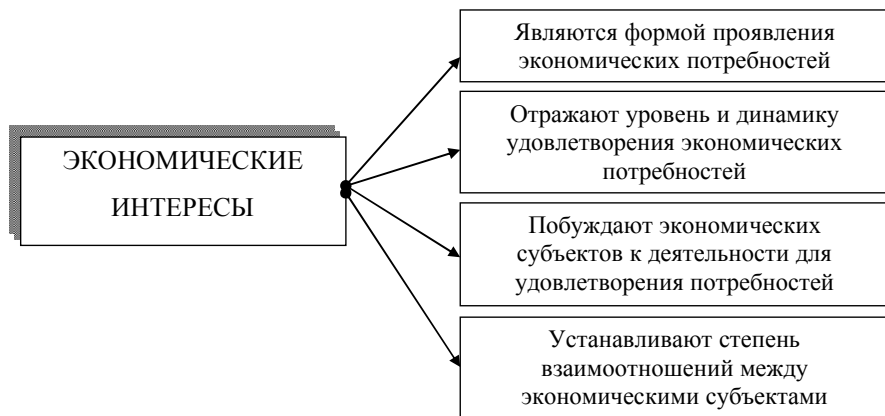 ЭКОНОМИЧЕСКИЕ
ИНТЕРЕСЫ
Являются формой проявления
экономических потребностей
Отражают уровень и динамику
удовлетворения экономических
потребностей
Побуждают экономических
субъектов к деятельности для
удовлетворения потребностей
Устанавливают степень
взаимоотношений между
экономическими субъектами